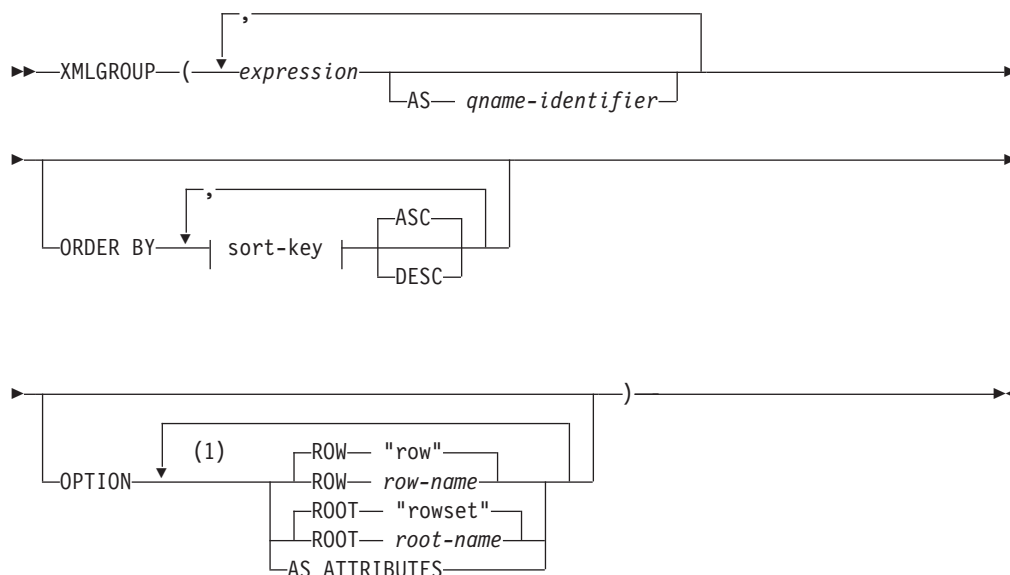 ,
XMLGROUP ( expression
AS qname-identifier
,
ASC
ORDER BY sort-key
DESC
)
(1) ROW "row"
OPTION ROW row-name
ROOT "rowset"
ROOT root-name
AS ATTRIBUTES